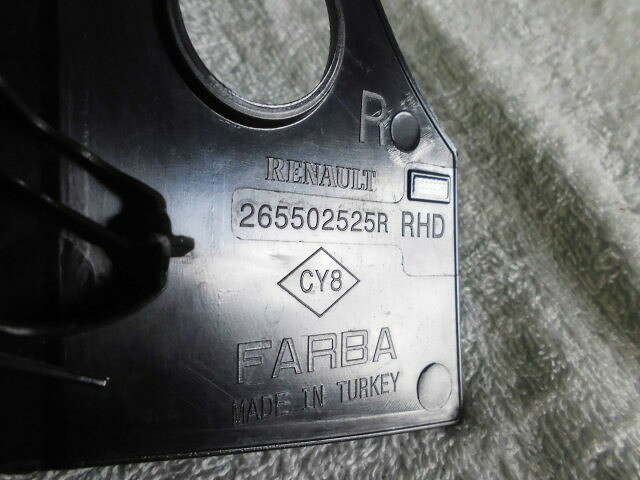 R
RENAULT
265502525R RHD
CY8
FARBA
MADE IN TURKEY